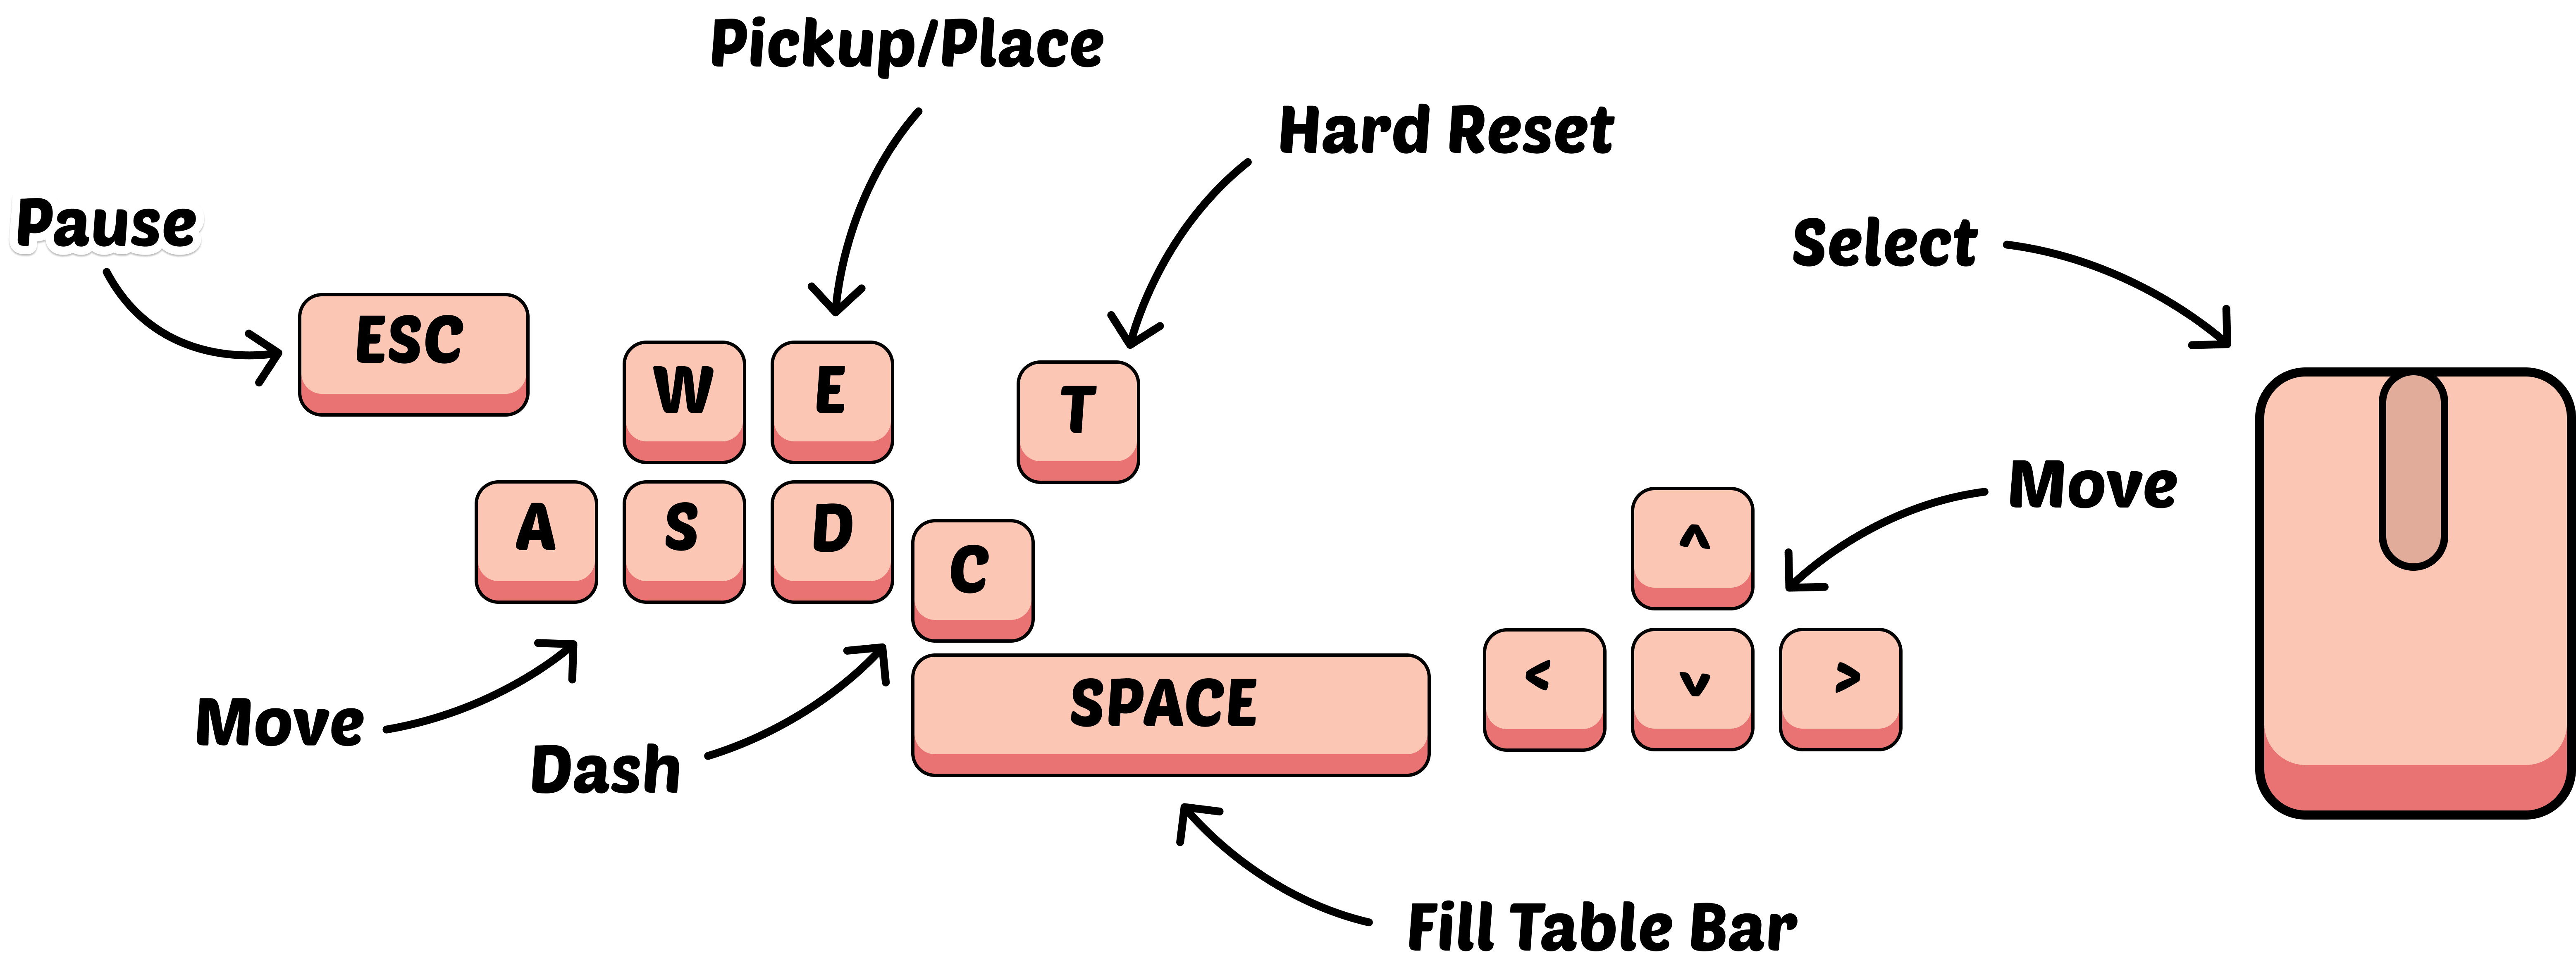 Pickup/Place
Hard Reset
Pause
Select
ESC
W E
T
Move
A S D
C
^
< v >
SPACE
Move
Dash
Fill Table Bar